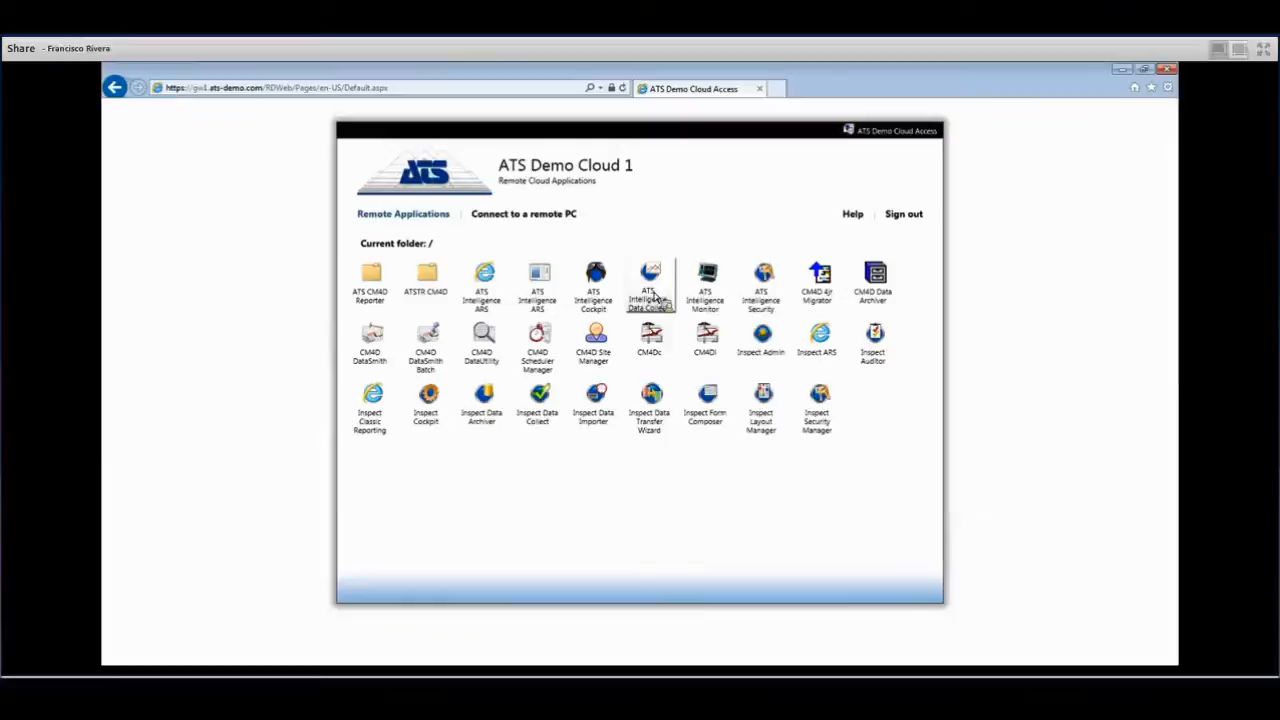 Share - Francisco Rivera
https://gw1.ats-demo.com/RDWeb/Pages/en-US/Default.aspx
ATS Demo Cloud Access
ATS Demo Cloud Access
ATS
ATS Demo Cloud 1
Remote Cloud Applications
Remote Applications | Connect to a remote PC
Help | Sign out
Current folder: /
ATS CM4D Reporter
ATSTR CM4D
ATS Intelligence ARS
ATS Intelligence ARS
ATS Intelligence Cockpit
ATS Intelligence Data Collect
ATS Intelligence Monitor
ATS Intelligence Security
CM4D 4jr Migrator
CM4D Data Archiver
CM4D DataSmith
CM4D DataSmith Batch
CM4D DataUtility
CM4D Scheduler Manager
CM4D Site Manager
CM4Dc
CM4Di
Inspect Admin
Inspect ARS
Inspect Auditor
Inspect Classic Reporting
Inspect Cockpit
Inspect Data Archiver
Inspect Data Collect
Inspect Data Importer
Inspect Data Transfer Wizard
Inspect Form Composer
Inspect Layout Manager
Inspect Security Manager